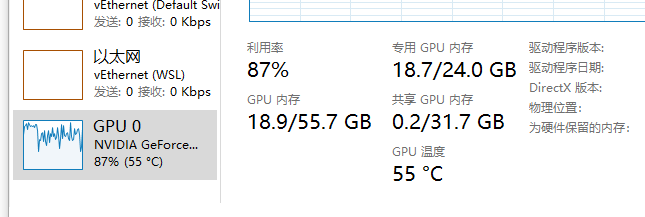 vEthernet (Default Swi
发送: 0 接收: 0 Kbps
以太网
vEthernet (WSL)
发送: 0 接收: 0 Kbps
GPU 0
NVIDIA GeForce...
87% (55 °C)
利用率
87%
专用 GPU 内存
18.7/24.0 GB
GPU 内存
18.9/55.7 GB
共享 GPU 内存
0.2/31.7 GB
GPU 温度
55 °C
驱动程序版本:
驱动程序日期:
DirectX 版本:
物理位置:
为硬件保留的内存: